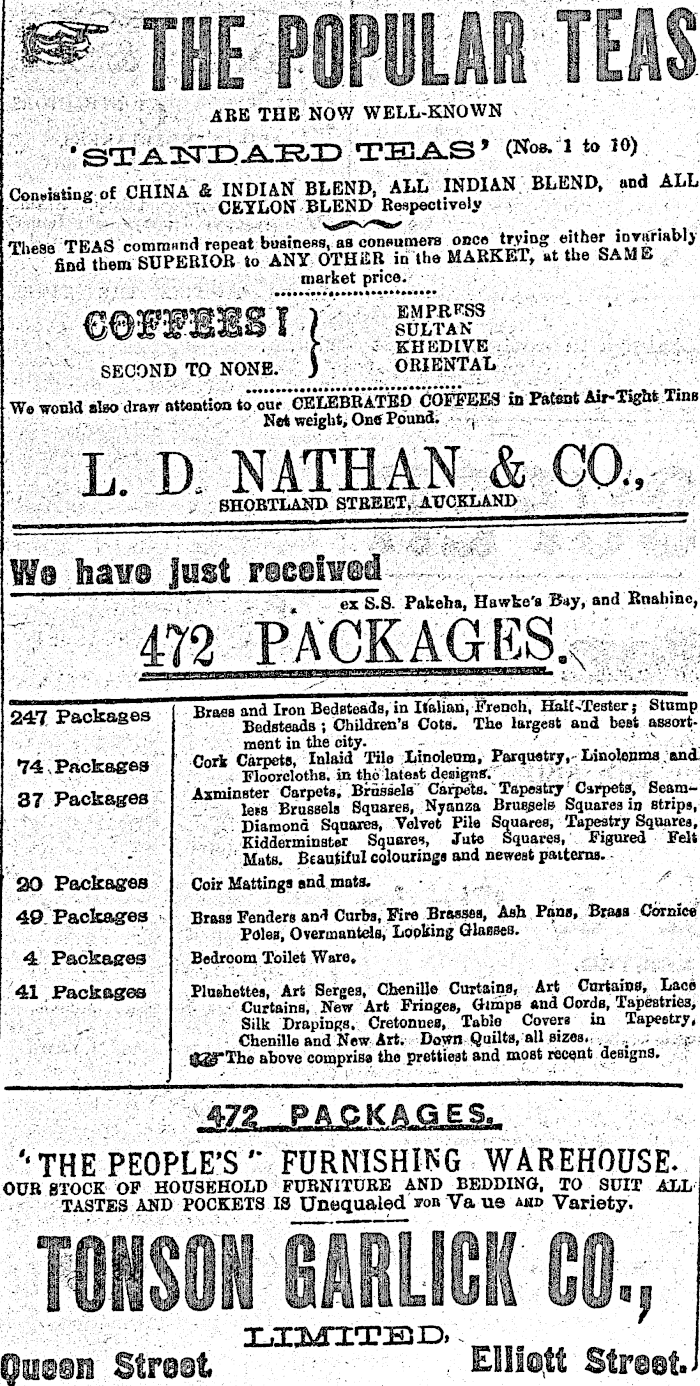 THE POPULAR TEAS
ARE THE NOW WELL-KNOWN
'STANDARD TEAS' (Nos. 1 to 10)
Consisting of CHINA & INDIAN BLEND, ALL INDIAN BLEND, and ALL
CEYLON BLEND Respectively
These TEAS command repeat business, as consumers once trying either invariably
find them SUPERIOR to ANY OTHER in the MARKET, at the SAME
market price.
COFFEES!
SECOND TO NONE.
EMPRESS
SULTAN
KHEDIVE
ORIENTAL
We would also draw attention to our CELEBRATED COFFEES in Patent Air-Tight Tins
Net weight, One Pound.
L. D. NATHAN & CO.,
SHORTLAND STREET, AUCKLAND
We have just received
ex S.S. Pakeha, Hawke's Bay, and Ruahine,
472 PACKAGES.
247 Packages Brass and Iron Bedsteads, in Italian, French, Half-Tester; Stump
Bedsteads; Children's Cots. The largest and best assort-
ment in the city.
74 Packages Cork Carpets, Inlaid Tile Linoleum, Parquetry, Linoleums and
Floorcloths, in the latest designs.
37 Packages Axminster Carpets, Brussels Carpets. Tapestry Carpets, Seam-
less Brussels Squares, Nyanza Brussels Squares in strips,
Diamond Squares, Velvet Pile Squares, Tapestry Squares,
Kidderminster Squares, Jute Squares, Figured Felt
Mats. Beautiful colourings and newest patterns.
20 Packages Coir Mattings and mats.
49 Packages Brass Fenders and Curbs, Fire Brasses, Ash Pans, Brass Cornice
Poles, Overmantels, Looking Glasses.
4 Packages Bedroom Toilet Ware.
41 Packages Plushettes, Art Serges, Chenille Curtains, Art Curtains, Lace
Curtains, New Art Fringes, Gimps and Cords, Tapestries,
Silk Drapings, Cretonnes, Table Covers in Tapestry,
Chenille and New Art. Down Quilts, all sizes.
The above comprise the prettiest and most recent designs.
472 PACKAGES.
"THE PEOPLE'S" FURNISHING WAREHOUSE.
OUR STOCK OF HOUSEHOLD FURNITURE AND BEDDING, TO SUIT ALL
TASTES AND POCKETS IS Unequaled FOR Va ue AND Variety.
TONSON GARLICK CO.,
LIMITED,
Queen Street. Elliott Street.